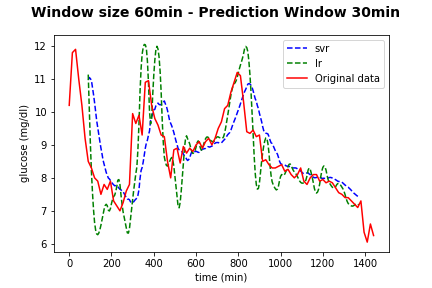 Window size 60min - Prediction Window 30min
svr
lr
Original data
glucose (mg/dl)
12
11
10
9
8
7
6
0
200
400
600
800
1000
1200
1400
time (min)